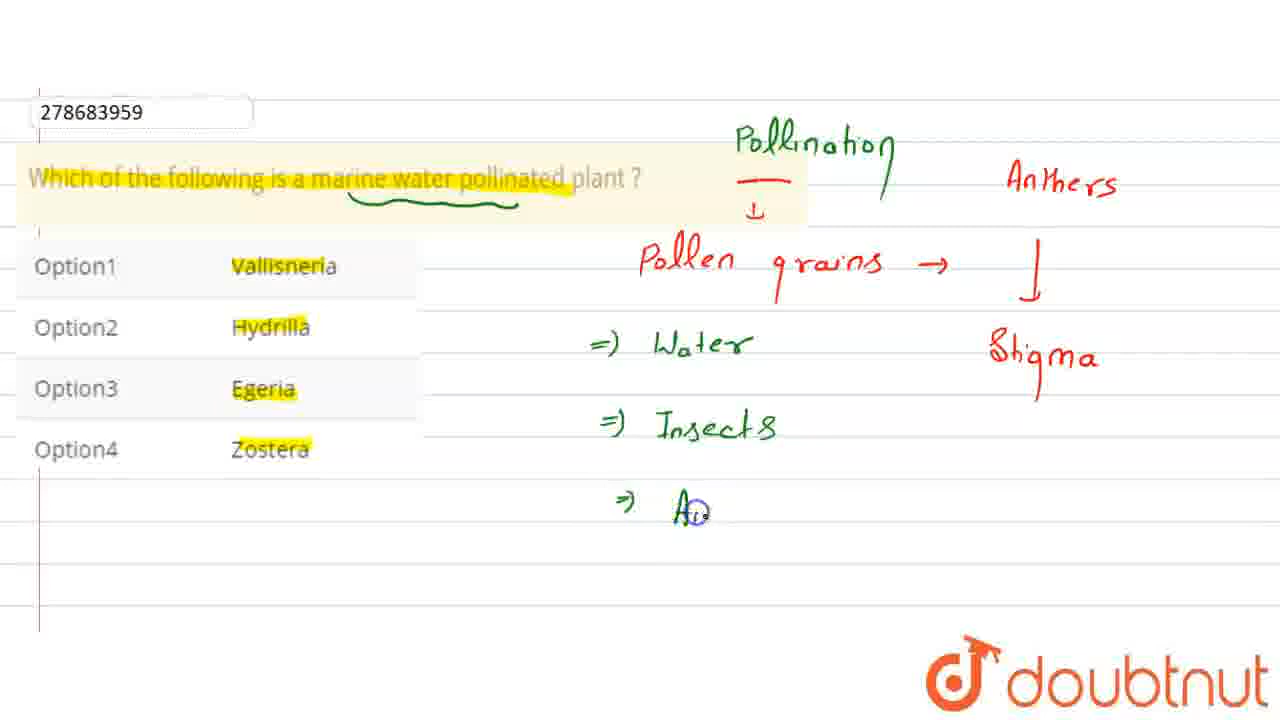 278683959
Which of the following is a marine water pollinated plant ?
Option1 Vallisneria
Option2 Hydrilla
Option3 Egeria
Option4 Zostera
Pollination
Anthers
Pollen grains →
Stigma
⇒ Water
⇒ Insects
⇒ Ai
doubtnut